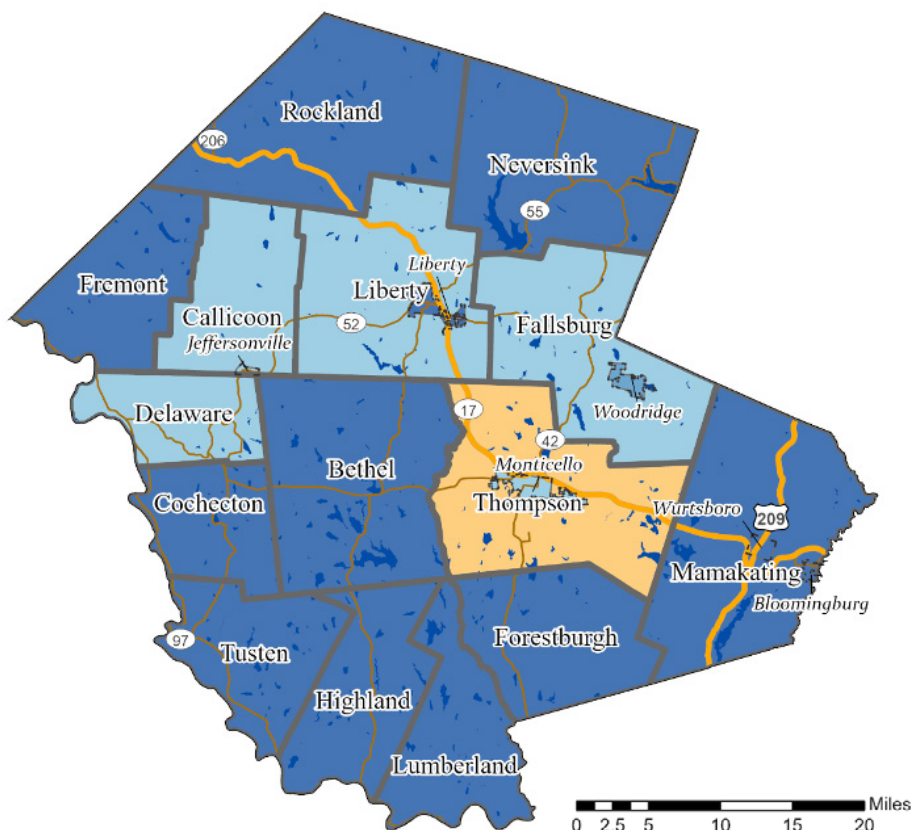 Rockland
206
Neversink
55
Fremont
Liberty
Liberty
Callicoon
Jeffersonville
52
Fallsburg
Woodridge
Delaware
17
42
Bethel
Monticello
Thompson
Cochecton
Wurtsboro
209
Mamakating
Bloomingburg
97
Tusten
Forestburgh
Highland
Lumberland
Miles
0 2.5 5 10 15 20